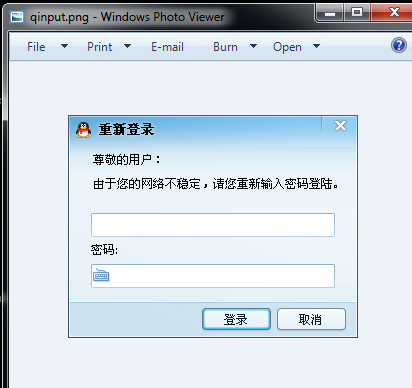 qinput.png - Windows Photo Viewer
File Print E-mail Burn Open
重新登录
尊敬的用户：
由于您的网络不稳定，请您重新输入密码登陆。
密码:
登录 取消